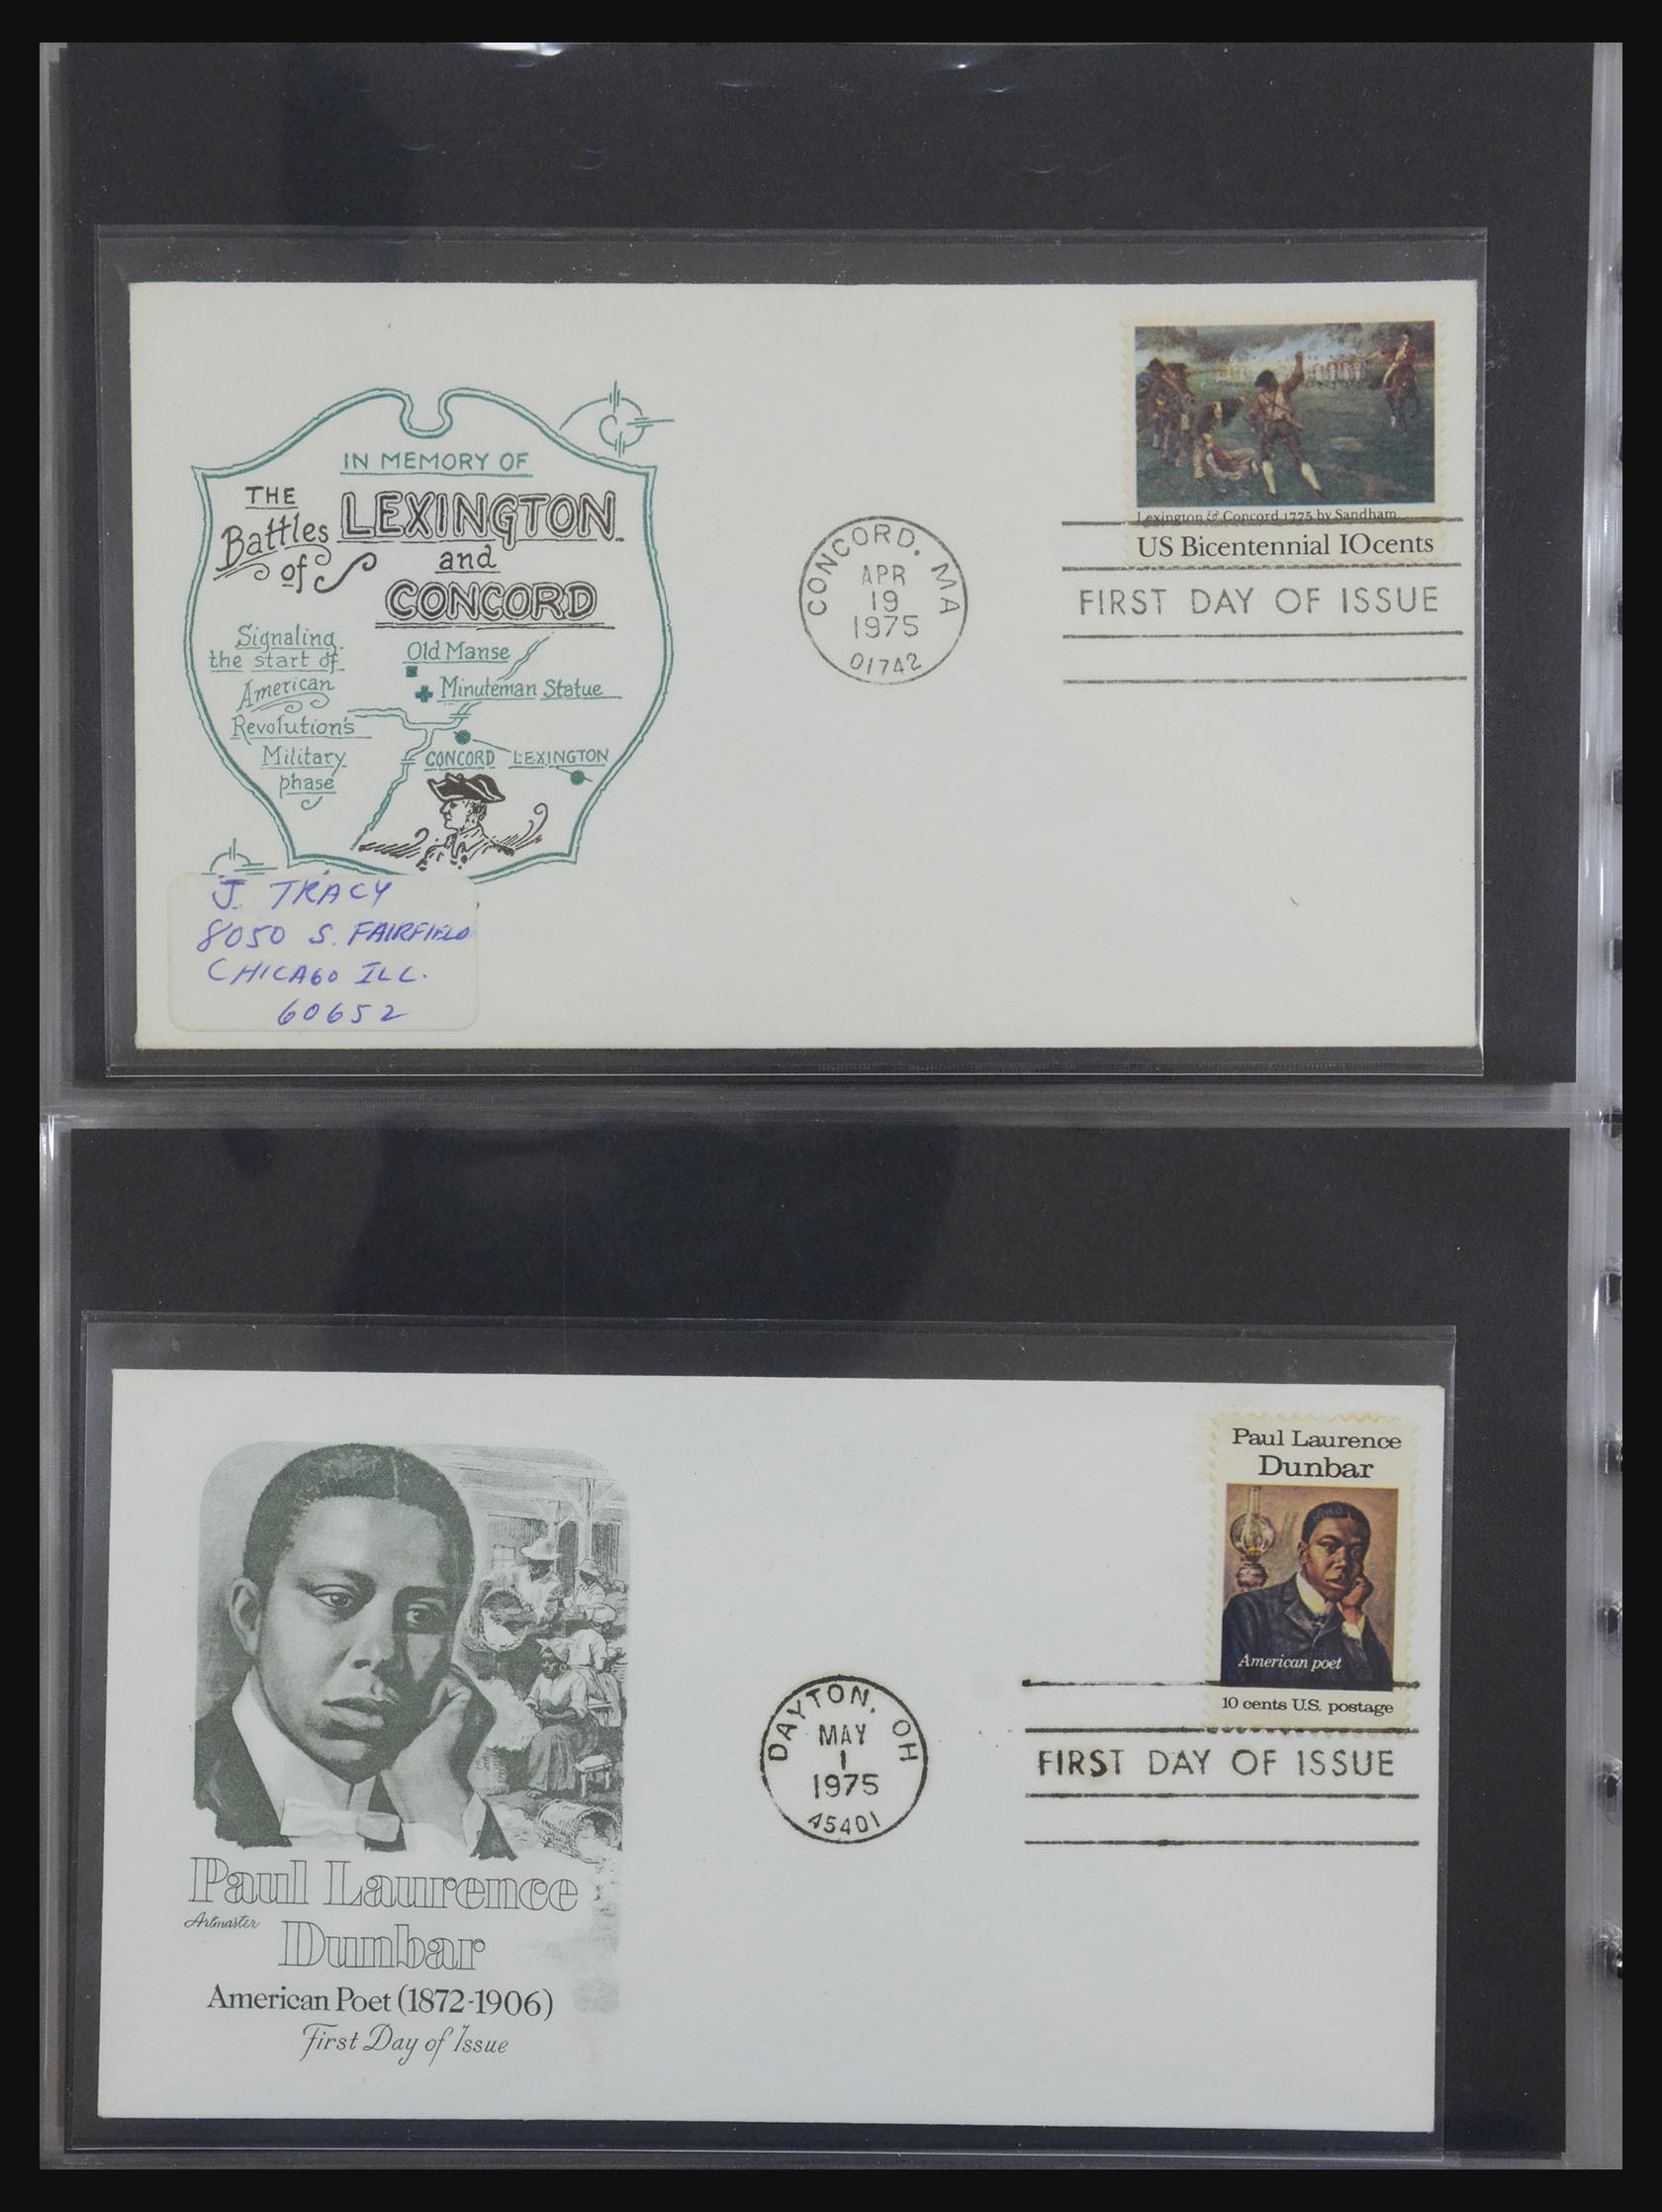 IN MEMORY OF
THE
Battles
of
LEXINGTON
and
CONCORD
Signaling
the start of
American
Revolution's
Military
phase
Old Manse
Minuteman Statue
CONCORD LEXINGTON
J. TRACY
8050 S. FAIRFIELD
CHICAGO ILL.
60652
CONCORD. MA
APR
19
1975
01742
Lexington & Concord 1775 by Sandham
US Bicentennial 10cents
FIRST DAY OF ISSUE
Paul Laurence
Artmaster
Dunbar
American Poet (1872-1906)
First Day of Issue
DAYTON, OH
MAY
1
1975
45401
Paul Laurence
Dunbar
American poet
10 cents U.S. postage
FIRST DAY OF ISSUE